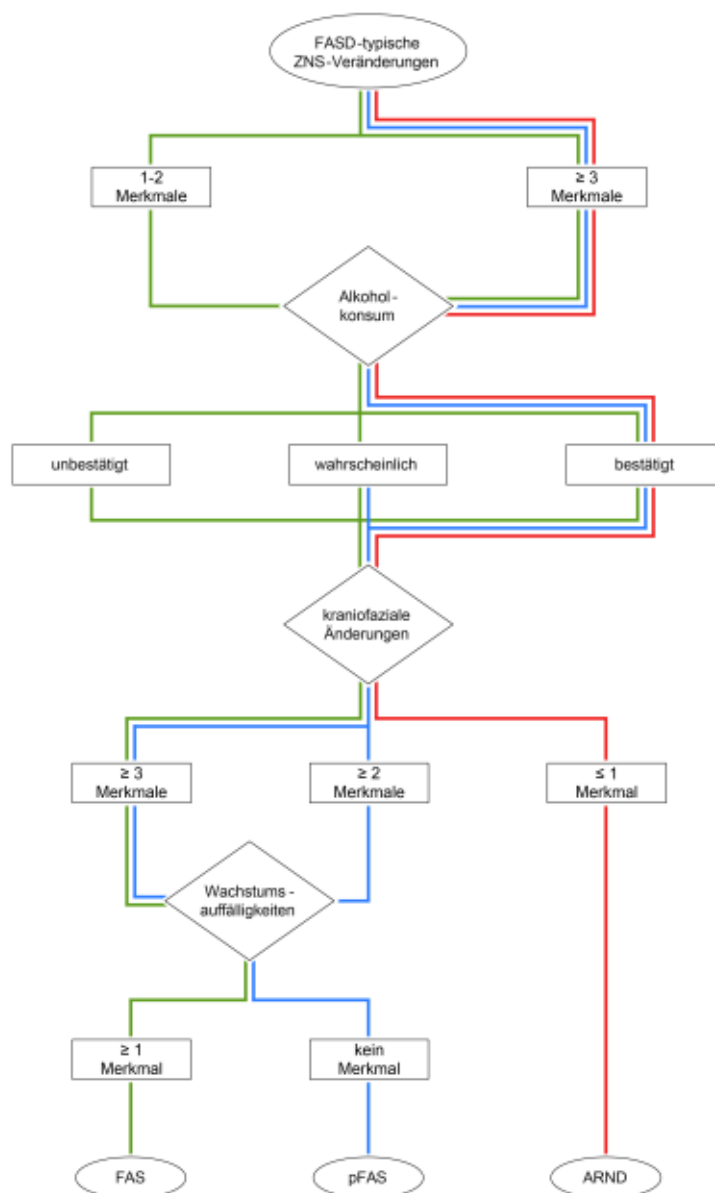 FASD-typische
ZNS-Veränderungen
1-2
Merkmale
≥ 3
Merkmale
Alkohol-
konsum
unbestätigt
wahrscheinlich
bestätigt
kraniofaziale
Änderungen
≥ 3
Merkmale
≥ 2
Merkmale
≤ 1
Merkmal
Wachstums-
auffälligkeiten
≥ 1
Merkmal
kein
Merkmal
FAS
pFAS
ARND